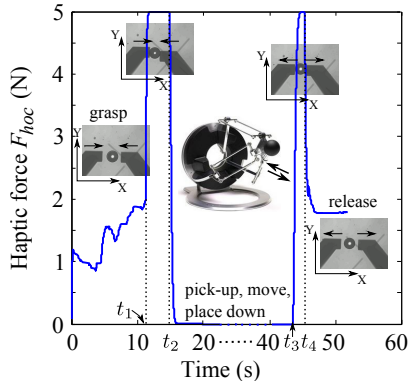 5
4
3
2
1
0
Haptic force F_hoc (N)
Y
X
Y
X
grasp
Y
X
release
Y
X
pick-up, move,
place down
t1
t2
t3 t4
0 10 20 30 40 50 60
Time (s)